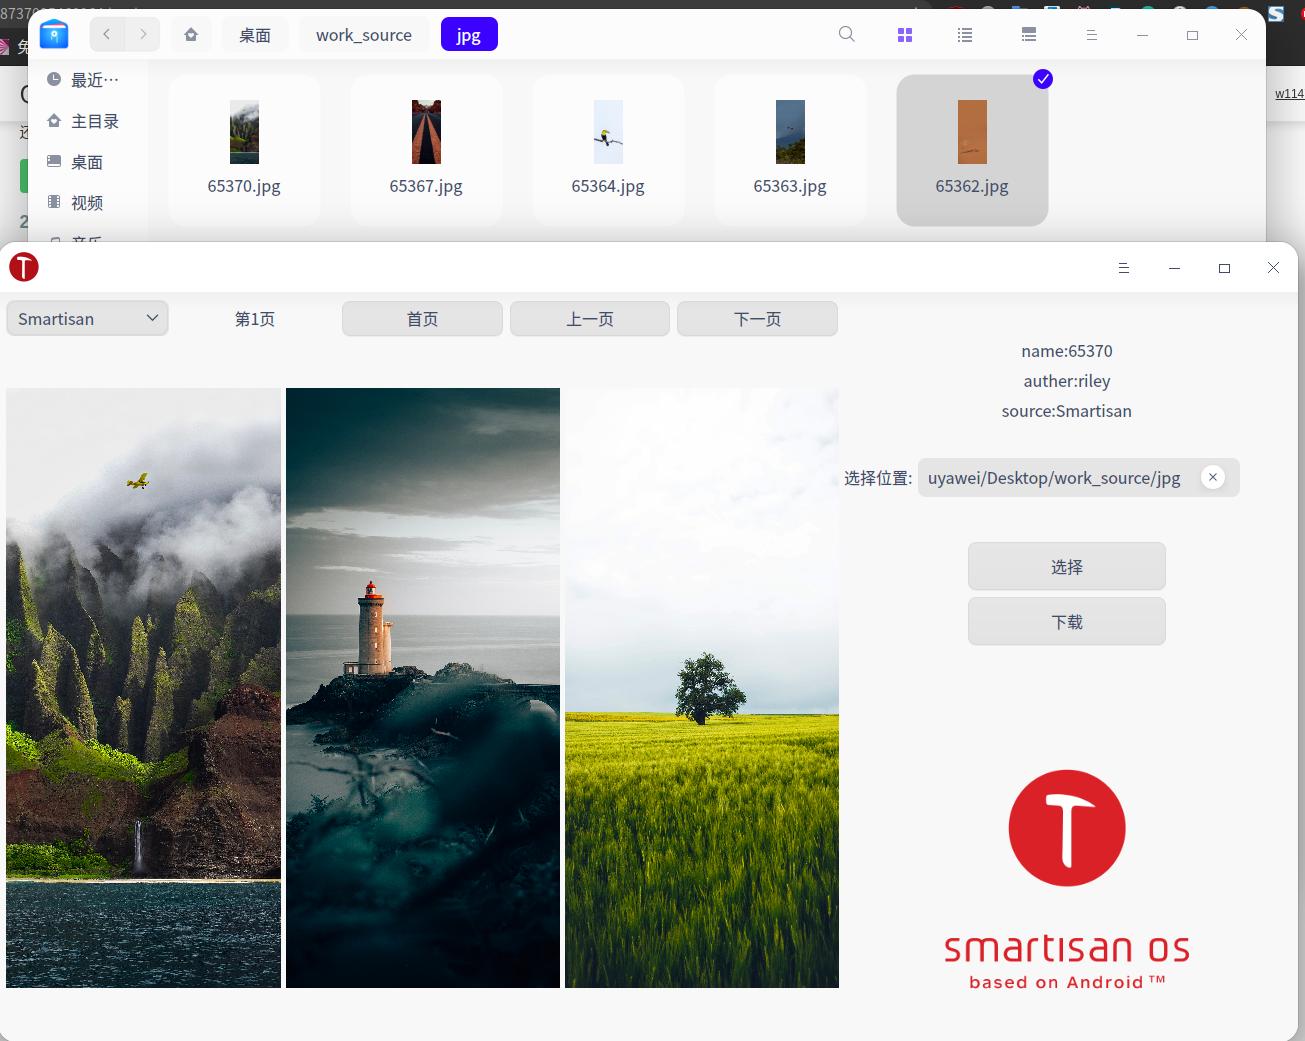 桌面
work_source
jpg
最近…
主目录
桌面
视频
65370.jpg
65367.jpg
65364.jpg
65363.jpg
65362.jpg
w114
Smartisan
第1页
首页
上一页
下一页
name:65370
auther:riley
source:Smartisan
选择位置:
uyawei/Desktop/work_source/jpg
选择
下载
smartisan os
based on Android™